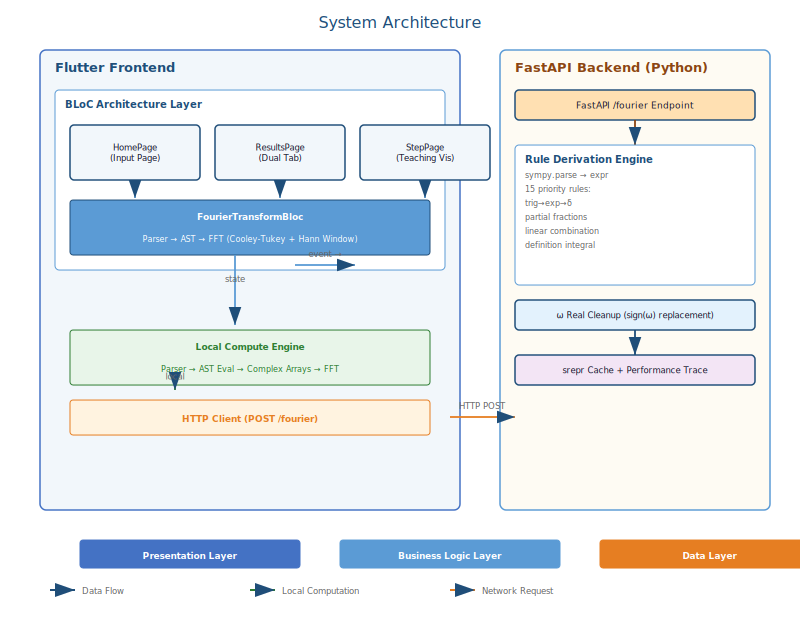 System Architecture
Flutter Frontend
BLoC Architecture Layer
HomePage
(Input Page)
ResultsPage
(Dual Tab)
StepPage
(Teaching Vis)
FourierTransformBloc
Parser → AST → FFT (Cooley-Tukey + Hann Window)
event
state
Local Compute Engine
Parser → AST Eval → Complex Arrays → FFT
local
HTTP Client (POST /fourier)
HTTP POST
FastAPI Backend (Python)
FastAPI /fourier Endpoint
Rule Derivation Engine
sympy.parse → expr
15 priority rules:
trig→exp→δ
partial fractions
linear combination
definition integral
ω Real Cleanup (sign(ω) replacement)
srepr Cache + Performance Trace
Presentation Layer
Business Logic Layer
Data Layer
Data Flow
Local Computation
Network Request